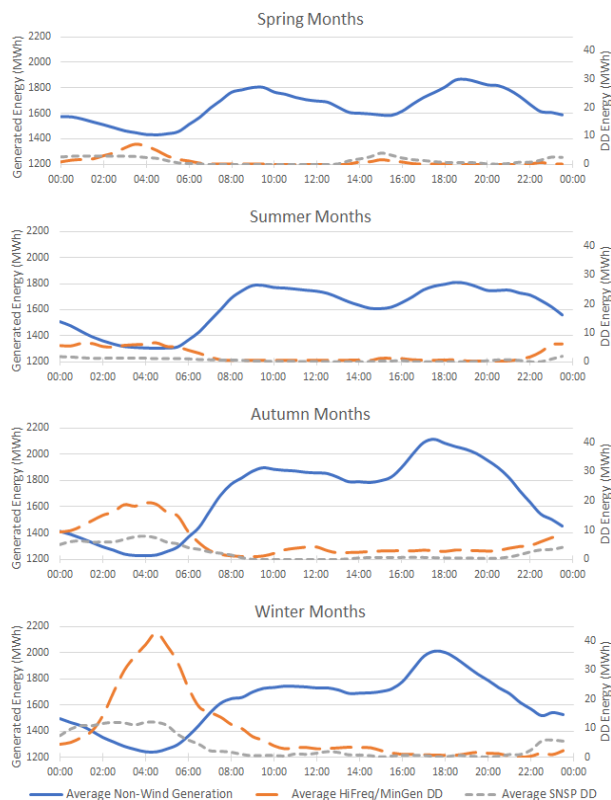 Spring Months
Generated Energy (MWh)
2200
2000
1800
1600
1400
1200
40
30
20
10
0
DD Energy (MWh)
00:00 02:00 04:00 06:00 08:00 10:00 12:00 14:00 16:00 18:00 20:00 22:00 00:00
Summer Months
Generated Energy (MWh)
2200
2000
1800
1600
1400
1200
40
30
20
10
0
DD Energy (MWh)
00:00 02:00 04:00 06:00 08:00 10:00 12:00 14:00 16:00 18:00 20:00 22:00 00:00
Autumn Months
Generated Energy (MWh)
2200
2000
1800
1600
1400
1200
40
30
20
10
0
DD Energy (MWh)
00:00 02:00 04:00 06:00 08:00 10:00 12:00 14:00 16:00 18:00 20:00 22:00 00:00
Winter Months
Generated Energy (MWh)
2200
2000
1800
1600
1400
1200
40
30
20
10
0
DD Energy (MWh)
00:00 02:00 04:00 06:00 08:00 10:00 12:00 14:00 16:00 18:00 20:00 22:00 00:00
Average Non-Wind Generation Average HiFreq/MinGen DD Average SNSP DD